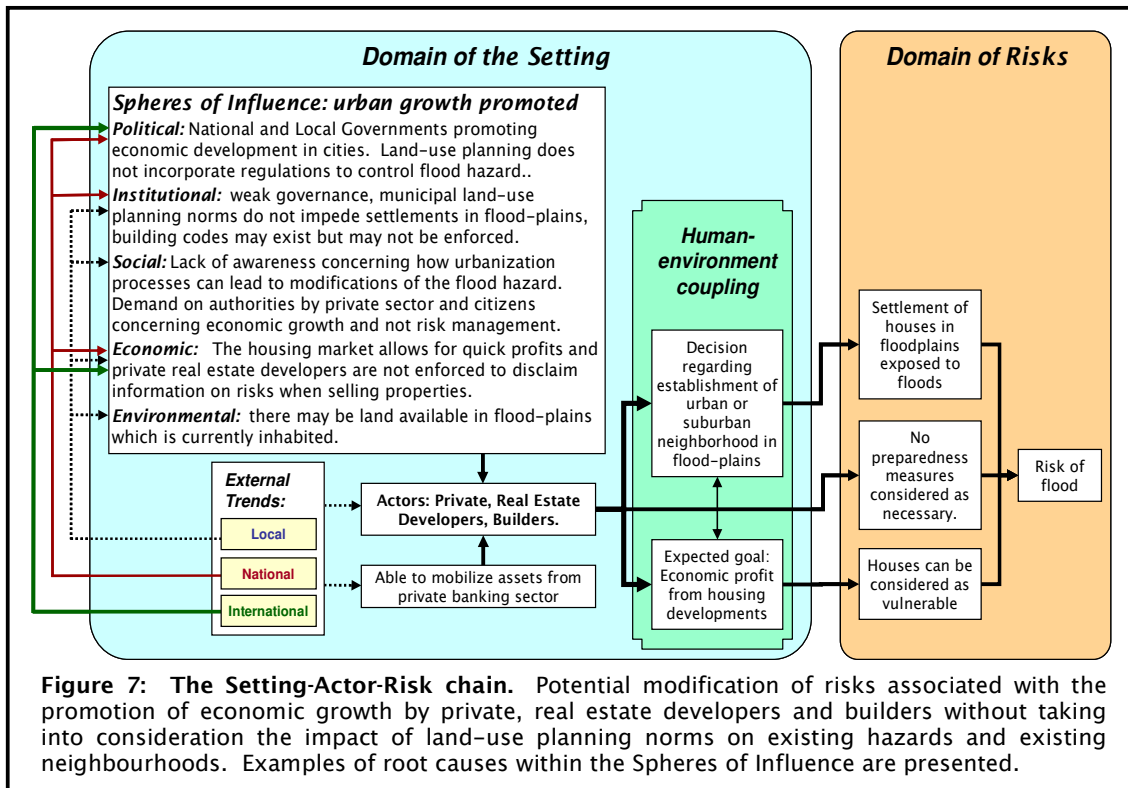 Domain of the Setting
Domain of Risks
Spheres of Influence: urban growth promoted
Political: National and Local Governments promoting
economic development in cities. Land-use planning does
not incorporate regulations to control flood hazard..
Institutional: weak governance, municipal land-use
planning norms do not impede settlements in flood-plains,
building codes may exist but may not be enforced.
Social: Lack of awareness concerning how urbanization
processes can lead to modifications of the flood hazard.
Demand on authorities by private sector and citizens
concerning economic growth and not risk management.
Economic: The housing market allows for quick profits and
private real estate developers are not enforced to disclaim
information on risks when selling properties.
Environmental: there may be land available in flood-plains
which is currently inhabited.
External
Trends:
Local
National
International
Actors: Private, Real Estate
Developers, Builders.
Able to mobilize assets from
private banking sector
Human-
environment
coupling
Decision
regarding
establishment of
urban or
suburban
neighborhood in
flood-plains
Expected goal:
Economic profit
from housing
developments
Settlement of
houses in
floodplains
exposed to
floods
No
preparedness
measures
considered as
necessary.
Houses can be
considered as
vulnerable
Risk of
flood
Figure 7: The Setting-Actor-Risk chain. Potential modification of risks associated with the
promotion of economic growth by private, real estate developers and builders without taking
into consideration the impact of land-use planning norms on existing hazards and existing
neighbourhoods. Examples of root causes within the Spheres of Influence are presented.